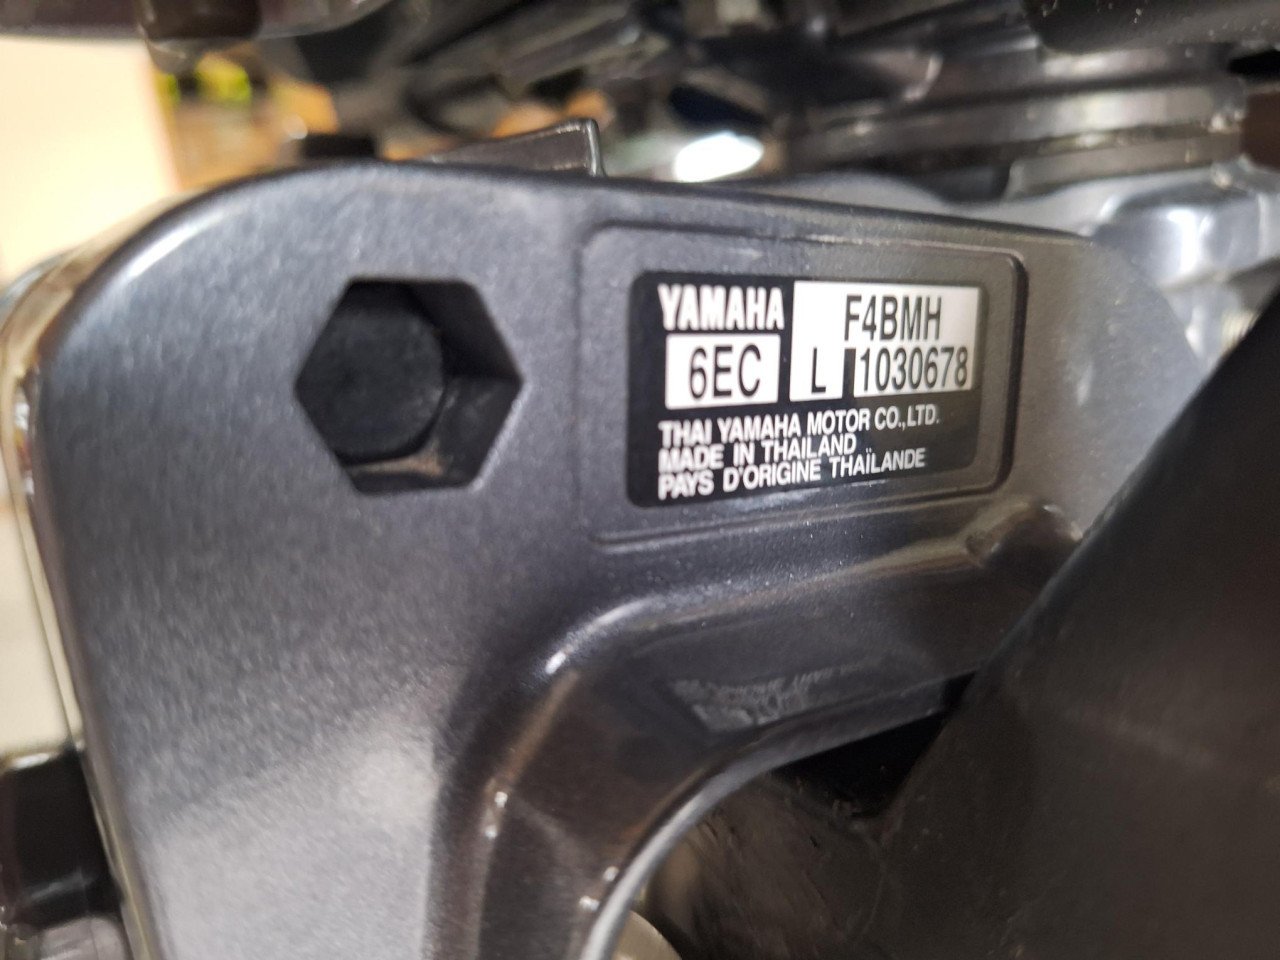 YAMAHA F4BMH
6EC L 1030678
THAI YAMAHA MOTOR CO.,LTD.
MADE IN THAILAND
PAYS D'ORIGINE THAÏLANDE